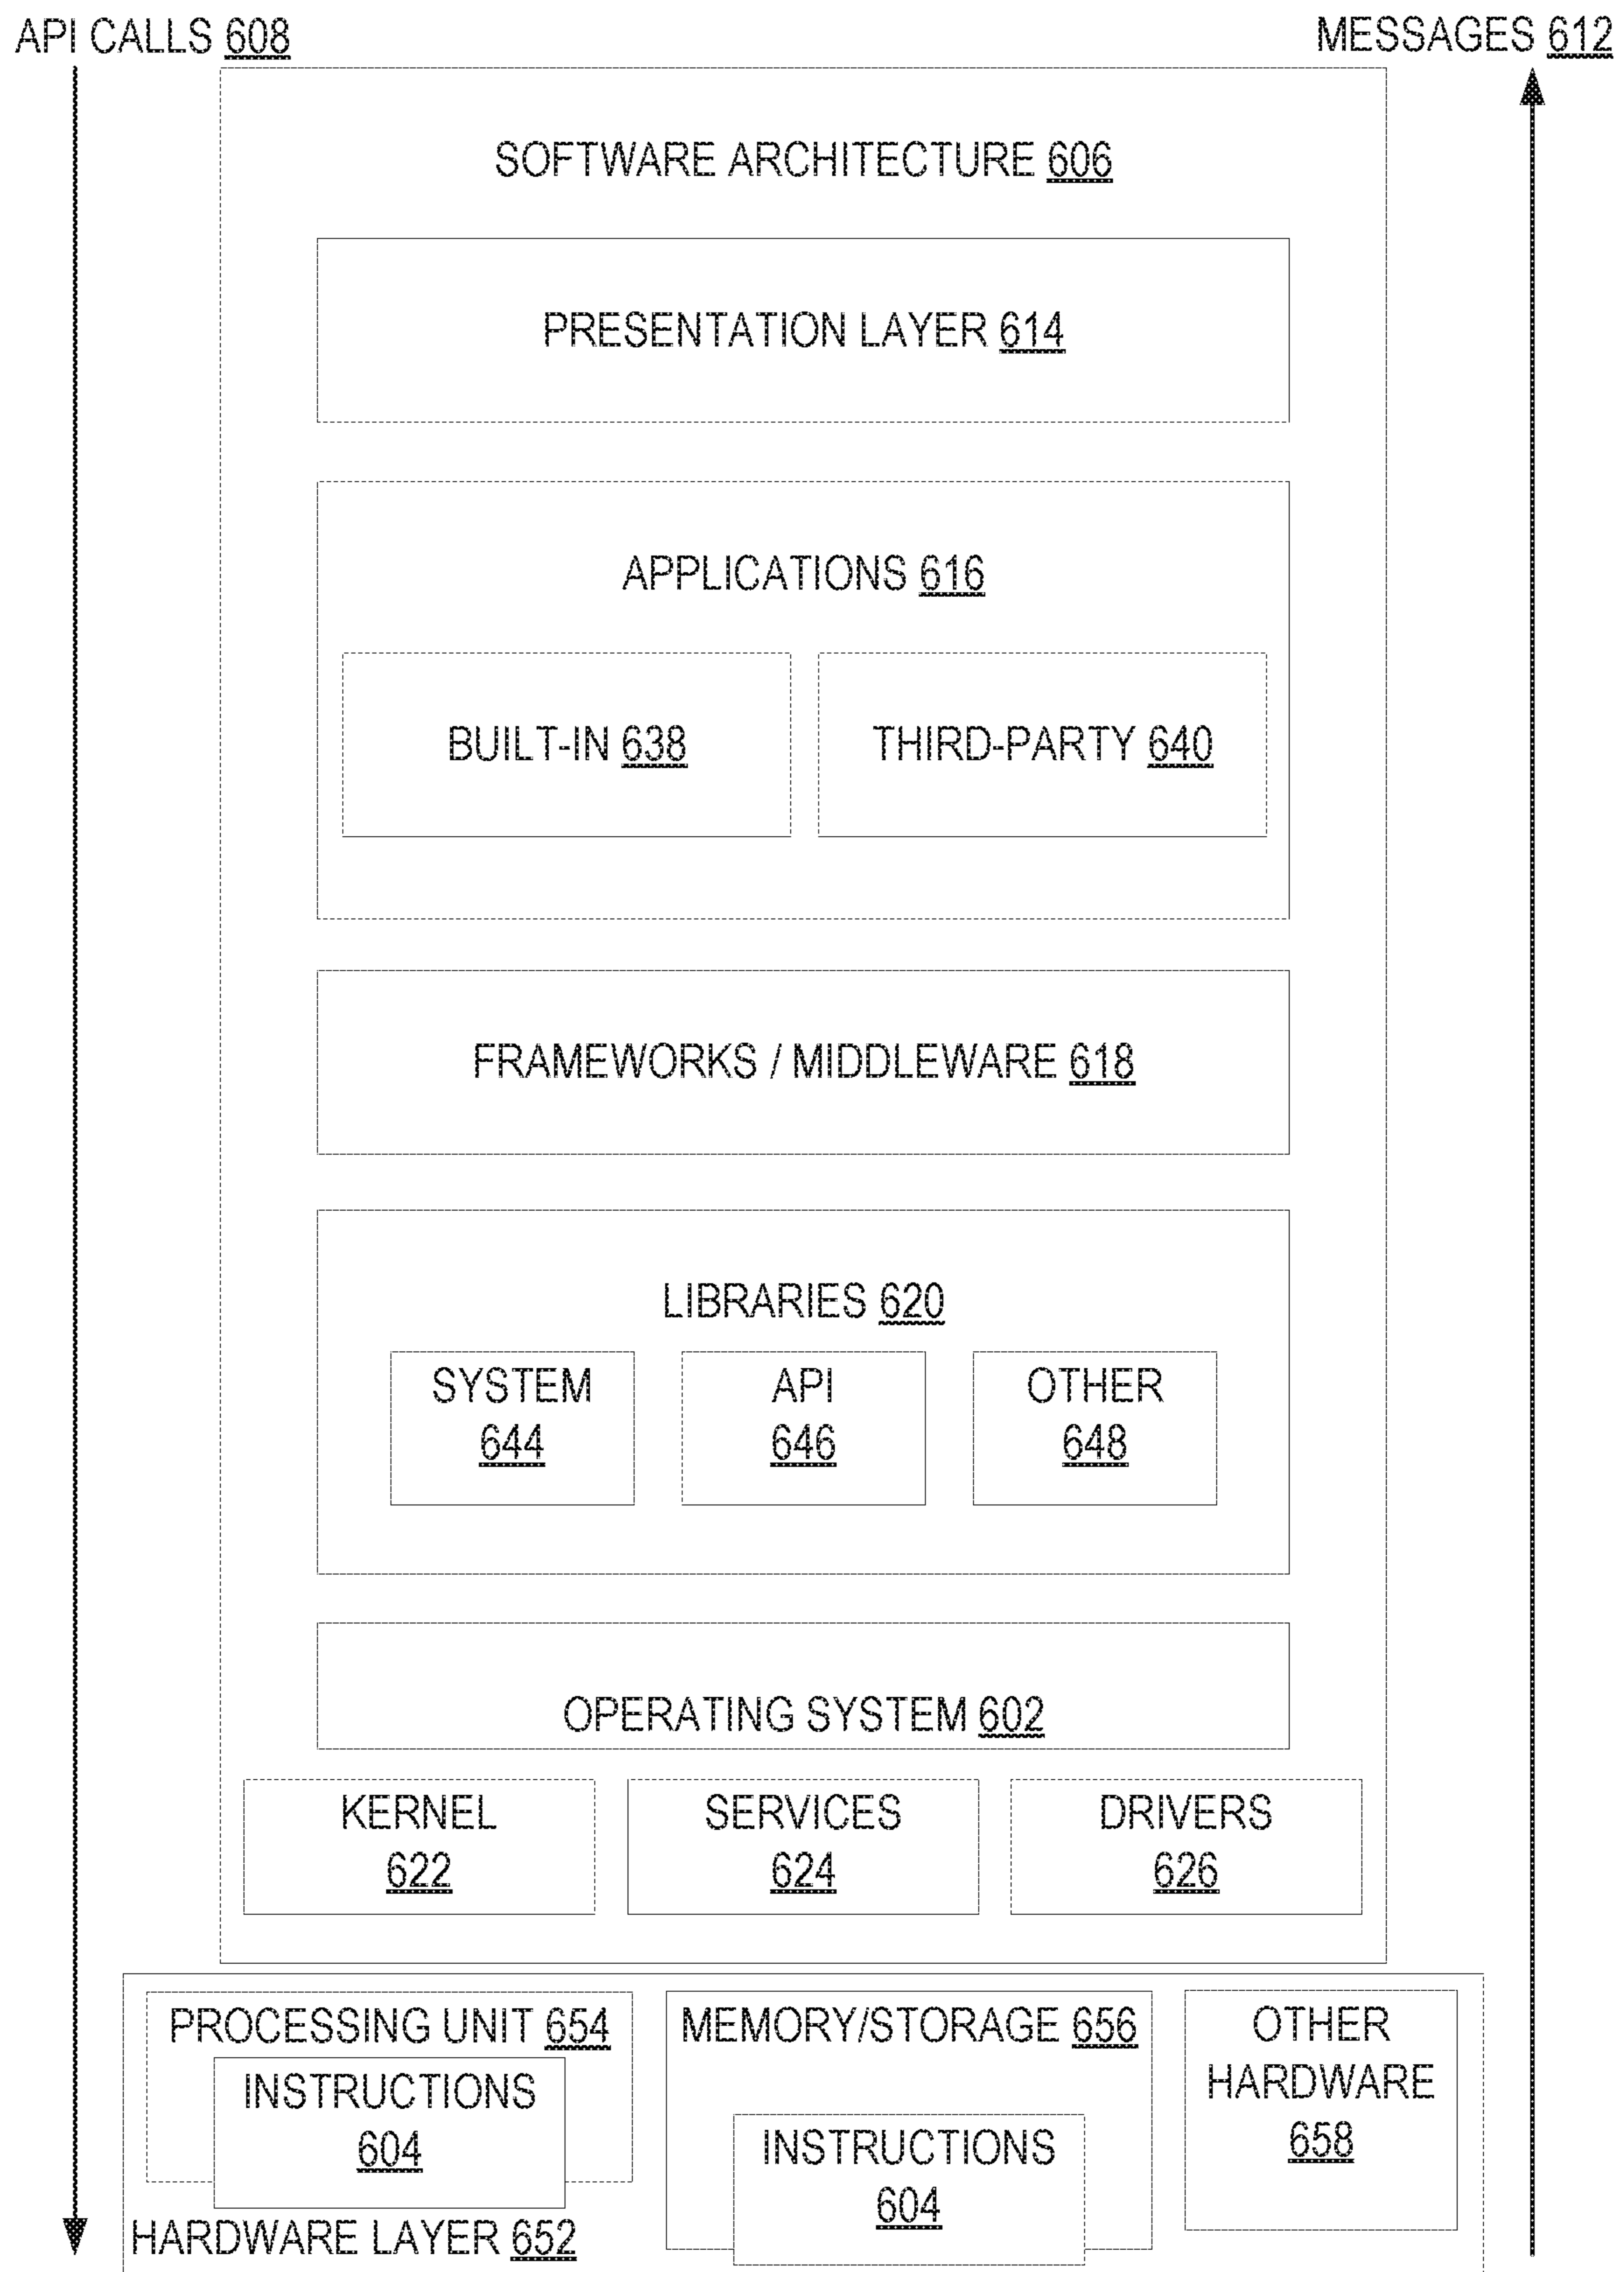 API CALLS 608
MESSAGES 612
SOFTWARE ARCHITECTURE 606
PRESENTATION LAYER 614
APPLICATIONS 616
BUILT-IN 638
THIRD-PARTY 640
FRAMEWORKS / MIDDLEWARE 618
LIBRARIES 620
SYSTEM
644
API
646
OTHER
648
OPERATING SYSTEM 602
KERNEL
622
SERVICES
624
DRIVERS
626
PROCESSING UNIT 654
INSTRUCTIONS
604
MEMORY/STORAGE 656
INSTRUCTIONS
604
OTHER
HARDWARE
658
HARDWARE LAYER 652